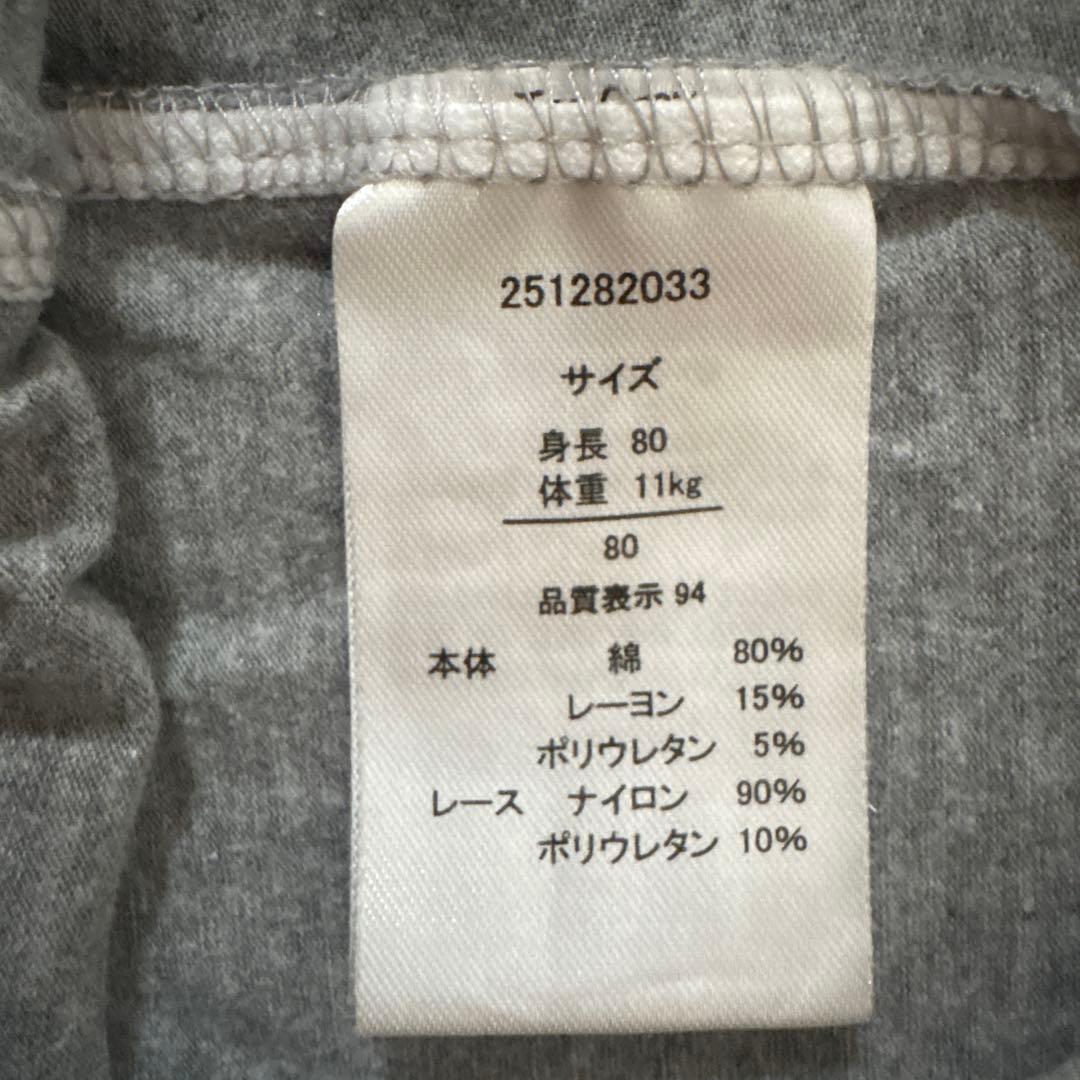 251282033
サイズ
身長 80
体重 11kg
80
品質表示 94
本体 綿 80%
レーヨン 15%
ポリウレタン 5%
レース ナイロン 90%
ポリウレタン 10%